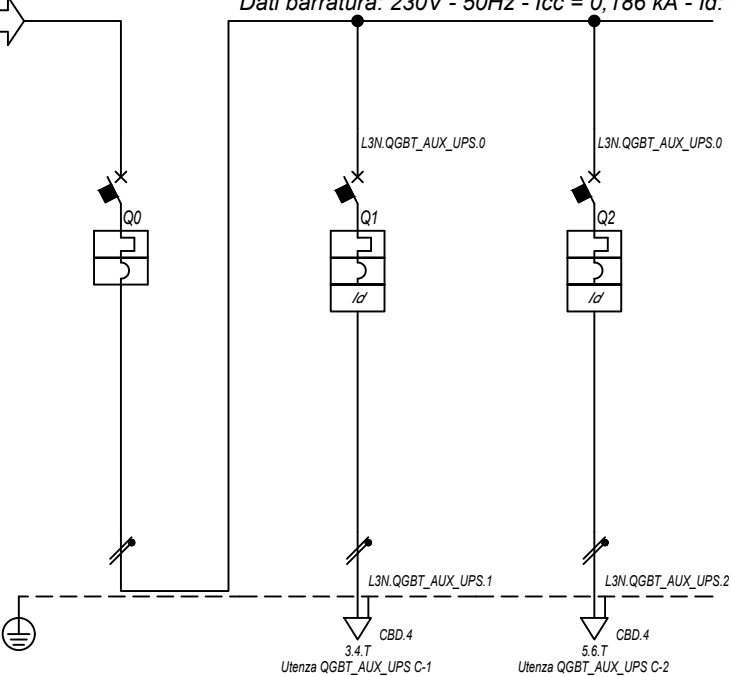 Dati barratura: 230V - 50Hz - Icc = 0,186 kA - Id:
L3N.QGBT_AUX_UPS.0
L3N.QGBT_AUX_UPS.0
Q0
Q1
Q2
Id
Id
L3N.QGBT_AUX_UPS.1
L3N.QGBT_AUX_UPS.2
CBD.4
CBD.4
3.4.T
5.6.T
Utenza QGBT_AUX_UPS C-1
Utenza QGBT_AUX_UPS C-2